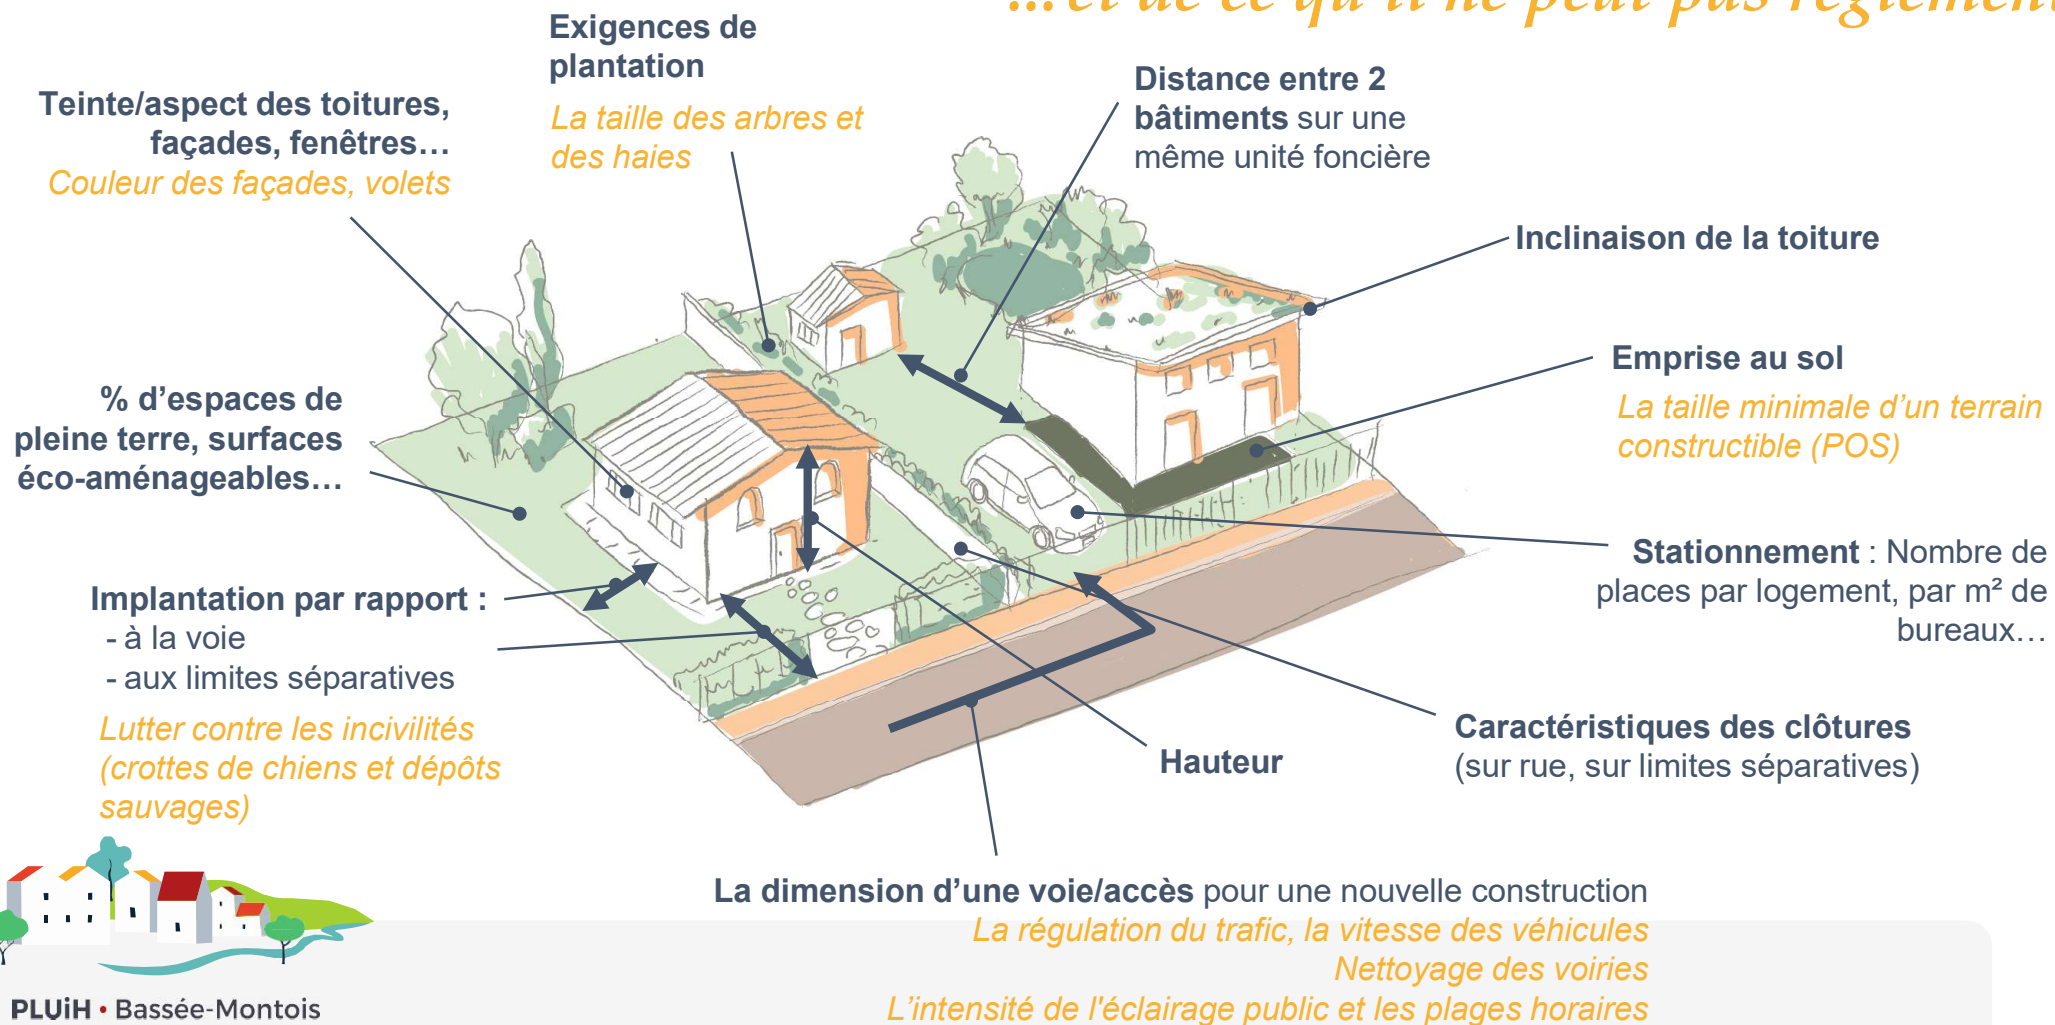 ...et de ce qu'il ne peut pas réglement
Exigences de
plantation
La taille des arbres et
des haies
Teinte/aspect des toitures,
façades, fenêtres…
Couleur des façades, volets
Distance entre 2
bâtiments sur une
même unité foncière
Inclinaison de la toiture
Emprise au sol
La taille minimale d'un terrain
constructible (POS)
% d'espaces de
pleine terre, surfaces
éco-aménageables…
Stationnement : Nombre de
places par logement, par m² de
bureaux…
Implantation par rapport :
- à la voie
- aux limites séparatives
Lutter contre les incivilités
(crottes de chiens et dépôts
sauvages)
Hauteur
Caractéristiques des clôtures
(sur rue, sur limites séparatives)
La dimension d'une voie/accès pour une nouvelle construction
La régulation du trafic, la vitesse des véhicules
Nettoyage des voiries
L'intensité de l'éclairage public et les plages horaires
PLUiH • Bassée-Montois